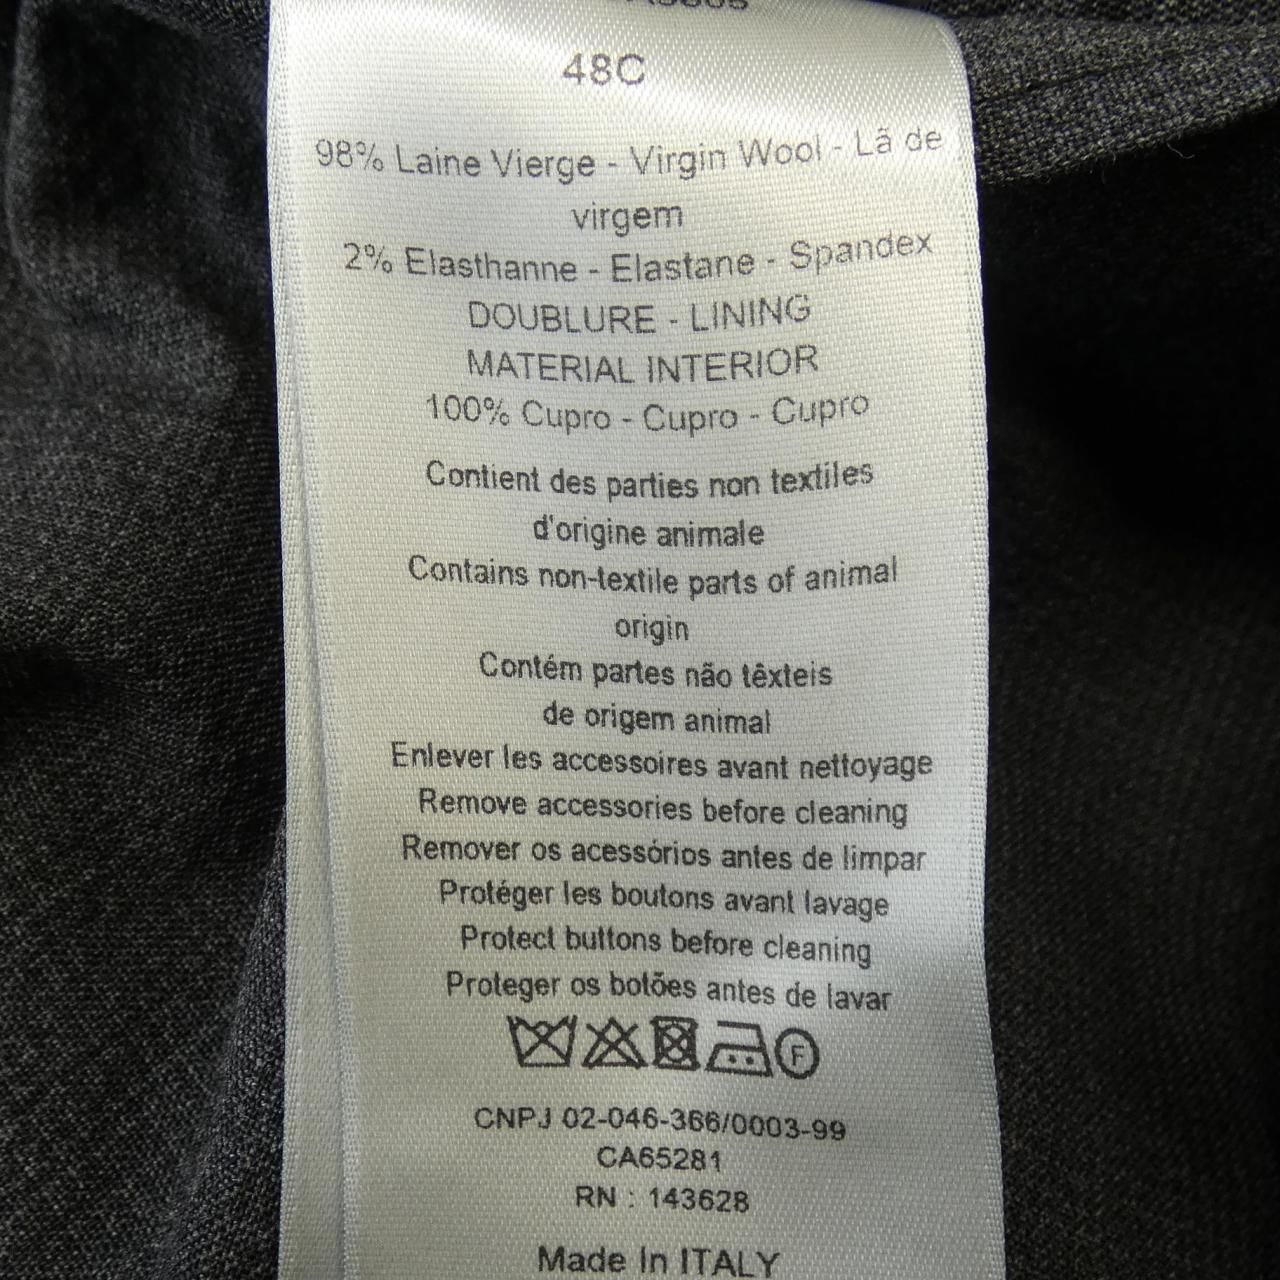 48C
98% Laine Vierge - Virgin Wool - Lã de
virgem
2% Elasthanne - Elastane - Spandex
DOUBLURE - LINING
MATERIAL INTERIOR
100% Cupro - Cupro - Cupro
Contient des parties non textiles
d'origine animale
Contains non-textile parts of animal
origin
Contém partes não têxteis
de origem animal
Enlever les accessoires avant nettoyage
Remove accessories before cleaning
Remover os acessórios antes de limpar
Protéger les boutons avant lavage
Protect buttons before cleaning
Proteger os botões antes de lavar
F
CNPJ 02-046-366/0003-99
CA65281
RN : 143628
Made In ITALY